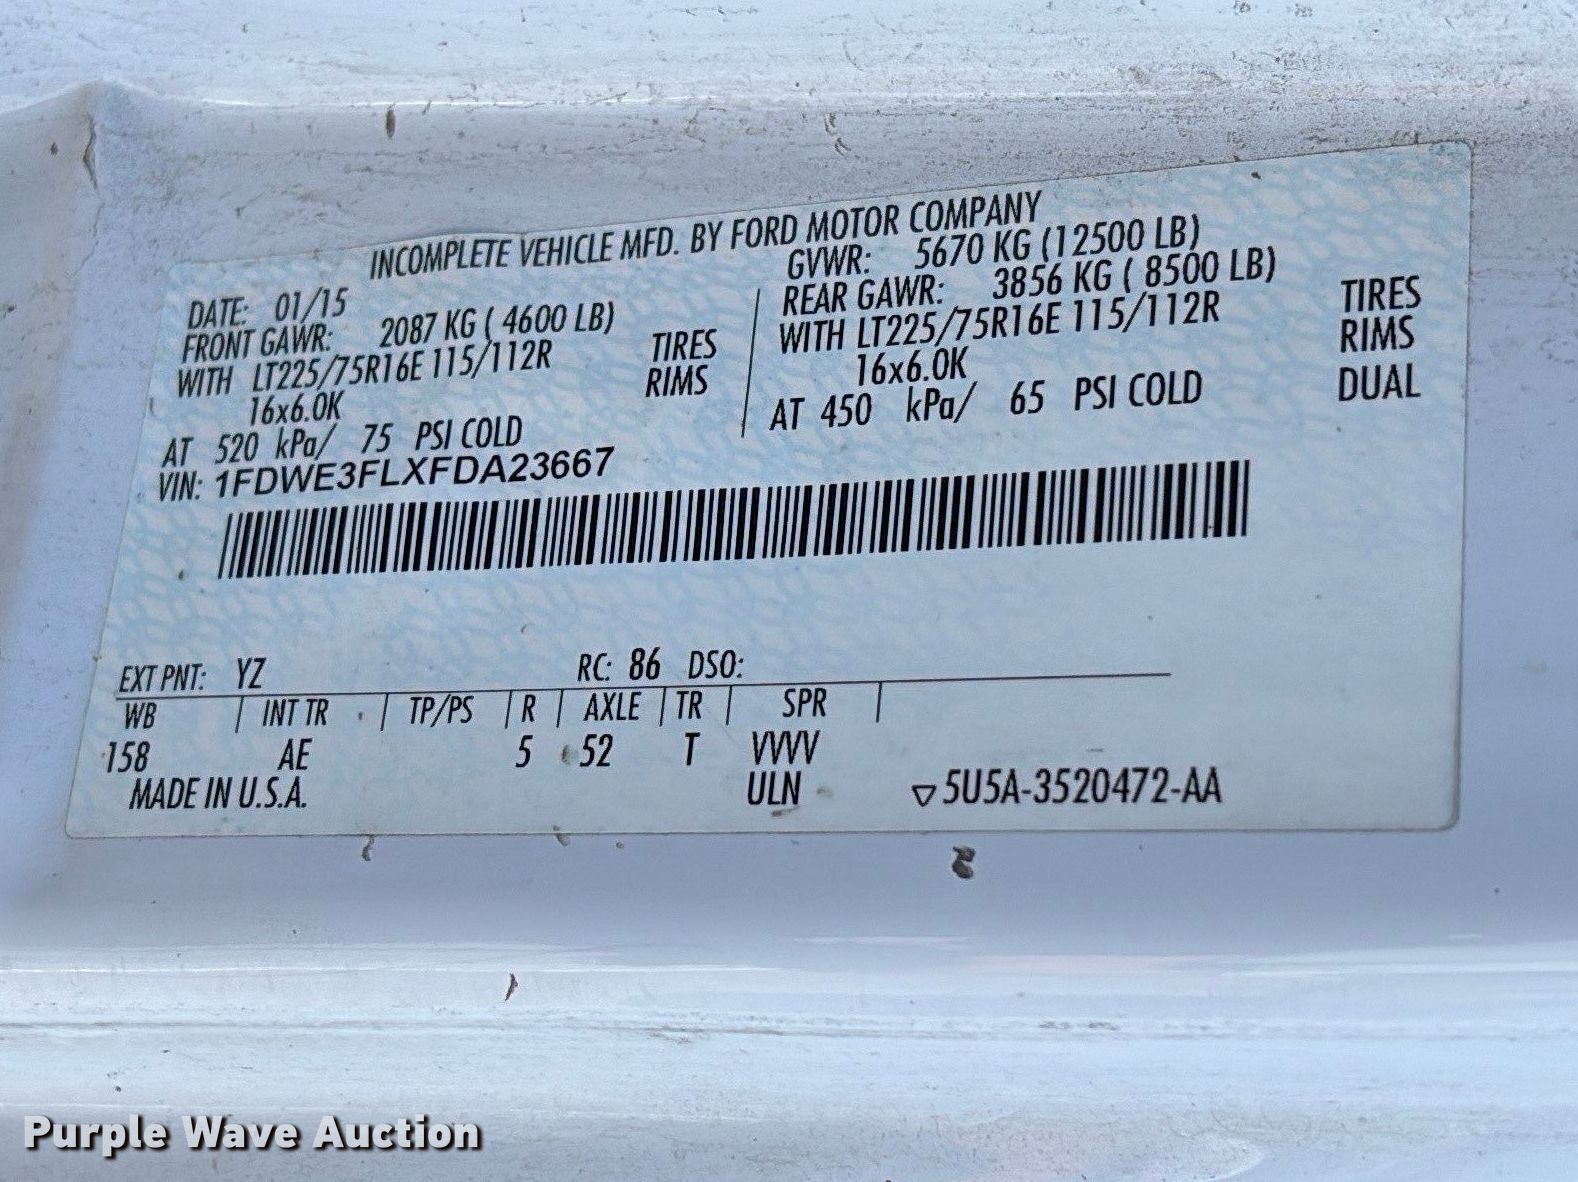 INCOMPLETE VEHICLE MFD. BY FORD MOTOR COMPANY
DATE: 01/15
GVWR: 5670 KG (12500 LB)
FRONT GAWR: 2087 KG ( 4600 LB)
REAR GAWR: 3856 KG ( 8500 LB)
WITH LT225/75R16E 115/112R TIRES
WITH LT225/75R16E 115/112R TIRES
16x6.0K RIMS
16x6.0K RIMS
AT 520 kPa/ 75 PSI COLD
AT 450 kPa/ 65 PSI COLD DUAL
VIN: 1FDWE3FLXFDA23667
EXT PNT: YZ RC: 86 DSO:
WB | INT TR | TP/PS | R | AXLE | TR | SPR |
158 AE 5 52 T VVVV
MADE IN U.S.A. ULN ▽5U5A-3520472-AA
Purple Wave Auction